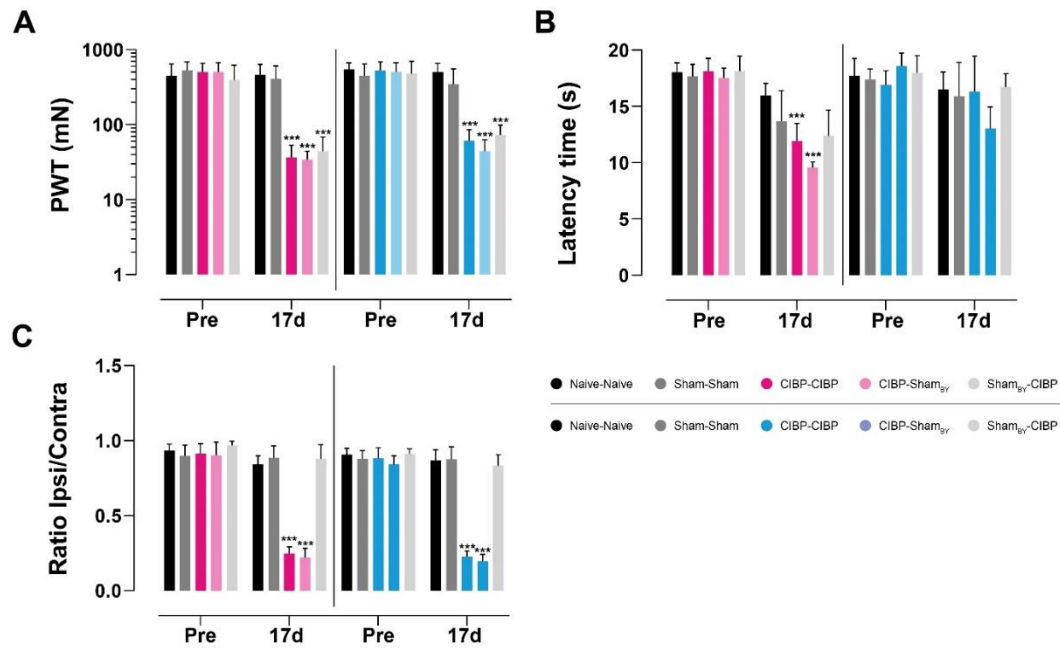 A
PWT (mN)
1000
100
10
1
*** *** ***
*** *** ***
Pre 17d Pre 17d
B
Latency time (s)
20
15
10
5
0
***
***
Pre 17d Pre 17d
C
Ratio Ipsi/Contra
1.5
1.0
0.5
0.0
*** ***
*** ***
Pre 17d Pre 17d
Naive-Naive Sham-Sham CIBP-CIBP CIBP-ShamBY ShamBY-CIBP
Naive-Naive Sham-Sham CIBP-CIBP CIBP-ShamBY ShamBY-CIBP